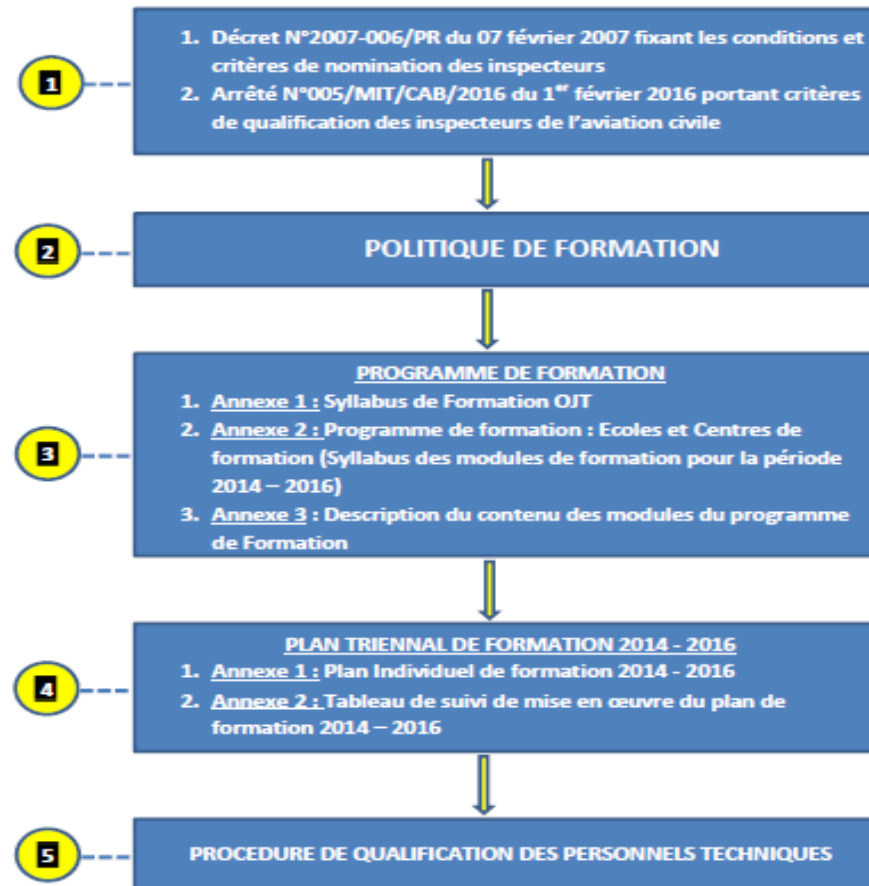 1
1. Décret N°2007-006/PR du 07 février 2007 fixant les conditions et
critères de nomination des inspecteurs
2. Arrêté N°005/MIT/CAB/2016 du 1er février 2016 portant critères
de qualification des inspecteurs de l'aviation civile
2
POLITIQUE DE FORMATION
3
PROGRAMME DE FORMATION
1. Annexe 1 : Syllabus de Formation OJT
2. Annexe 2 : Programme de formation : Ecoles et Centres de
formation (Syllabus des modules de formation pour la période
2014 – 2016)
3. Annexe 3 : Description du contenu des modules du programme
de Formation
4
PLAN TRIENNAL DE FORMATION 2014 - 2016
1. Annexe 1 : Plan Individuel de formation 2014 - 2016
2. Annexe 2 : Tableau de suivi de mise en œuvre du plan de
formation 2014 – 2016
5
PROCEDURE DE QUALIFICATION DES PERSONNELS TECHNIQUES